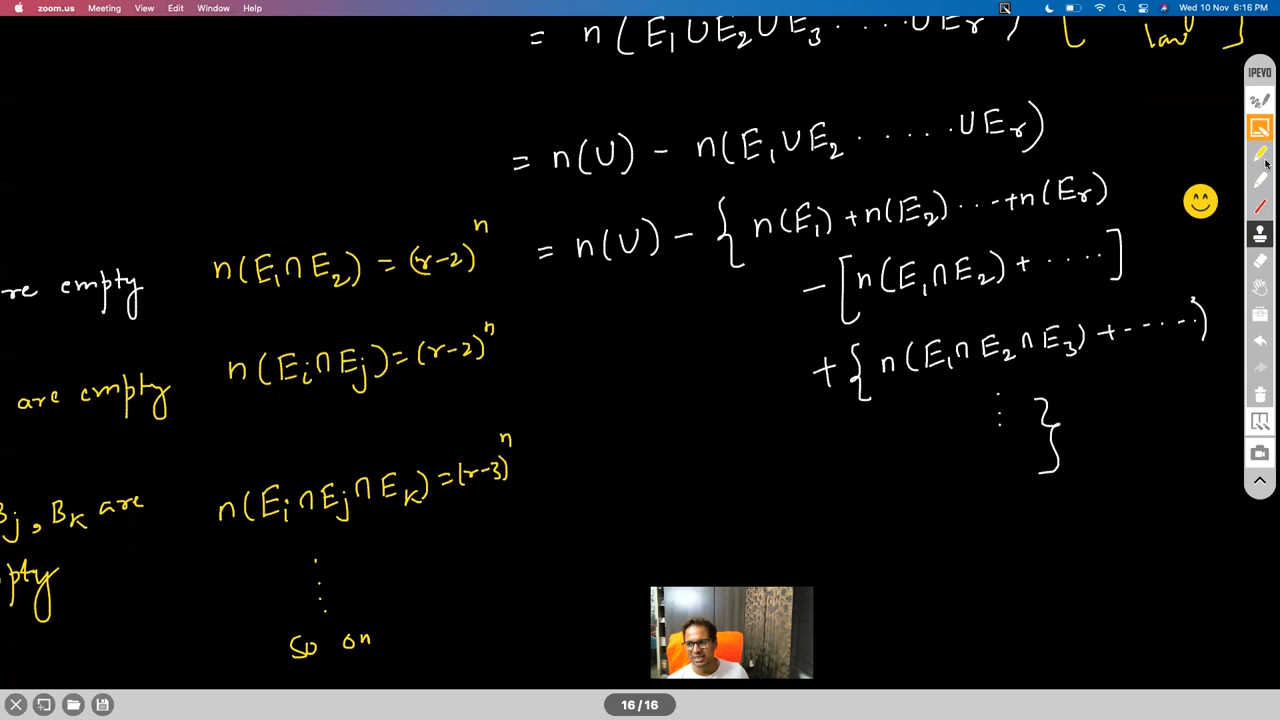 zoom.us Meeting View Edit Window Help Wed 10 Nov 6:16 PM
= n(E₁∪E₂∪E₃ ....∪Eᵣ) [ law ]
IPEVO
= n(U) − n(E₁∪E₂ ......∪Eᵣ)
= n(U) − { n(E₁) + n(E₂) ...+n(Eᵣ)
− [n(E₁∩E₂) + ....]
+ { n(E₁∩E₂∩E₃) + .....)
⋮ }
re empty n(E₁∩E₂) = (r−2)ⁿ
are empty n(Eᵢ∩Eⱼ) = (r−2)ⁿ
Bⱼ, Bₖ are n(Eᵢ∩Eⱼ∩Eₖ) = (r−3)ⁿ
pty
⋮
so on
16/16